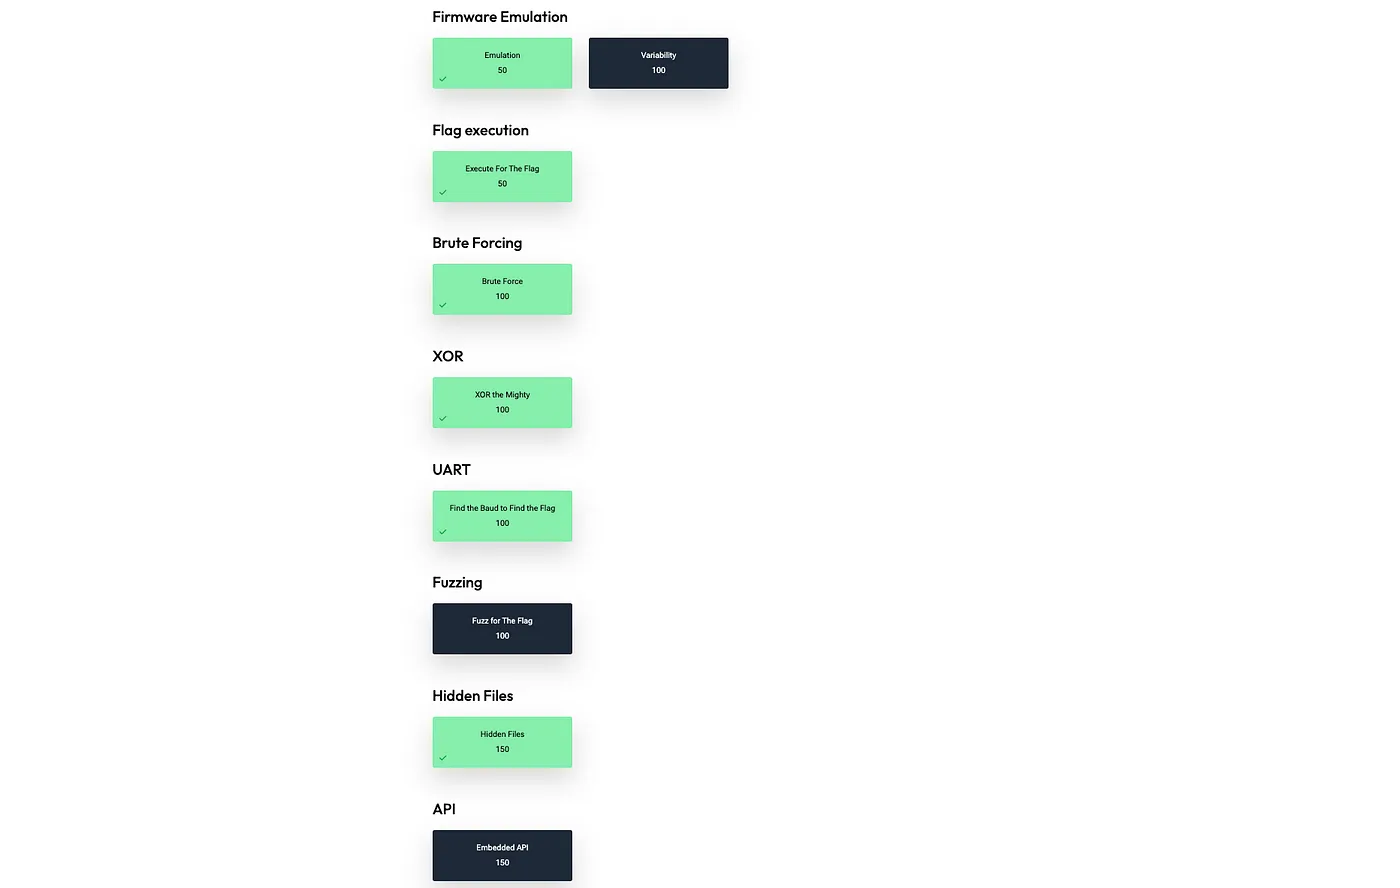 Firmware Emulation
Emulation
50
Variability
100
Flag execution
Execute For The Flag
50
Brute Forcing
Brute Force
100
XOR
XOR the Mighty
100
UART
Find the Baud to Find the Flag
100
Fuzzing
Fuzz for The Flag
100
Hidden Files
Hidden Files
150
API
Embedded API
150